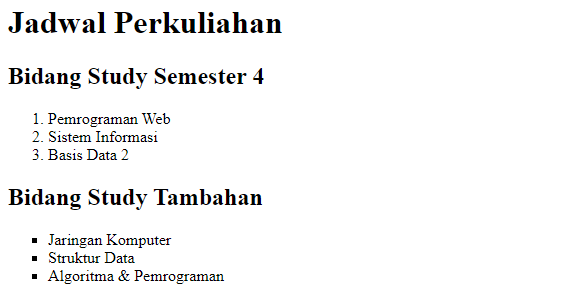 Jadwal Perkuliahan
Bidang Study Semester 4
1. Pemrograman Web
2. Sistem Informasi
3. Basis Data 2
Bidang Study Tambahan
▪ Jaringan Komputer
▪ Struktur Data
▪ Algoritma & Pemrograman